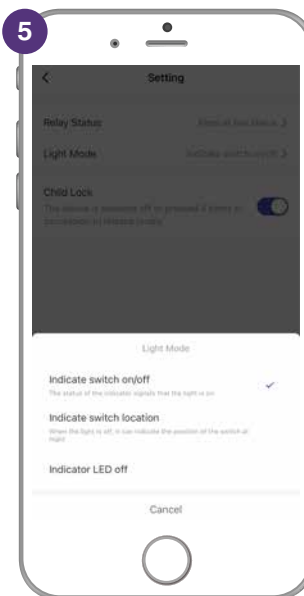 5
Setting
Relay Status
Light Mode
Child Lock
Light Mode
Indicate switch on/off
The status of the indicator signals that the light is on
Indicate switch location
When the light is off, it can indicate the position of the switch at
night
Indicator LED off
Cancel